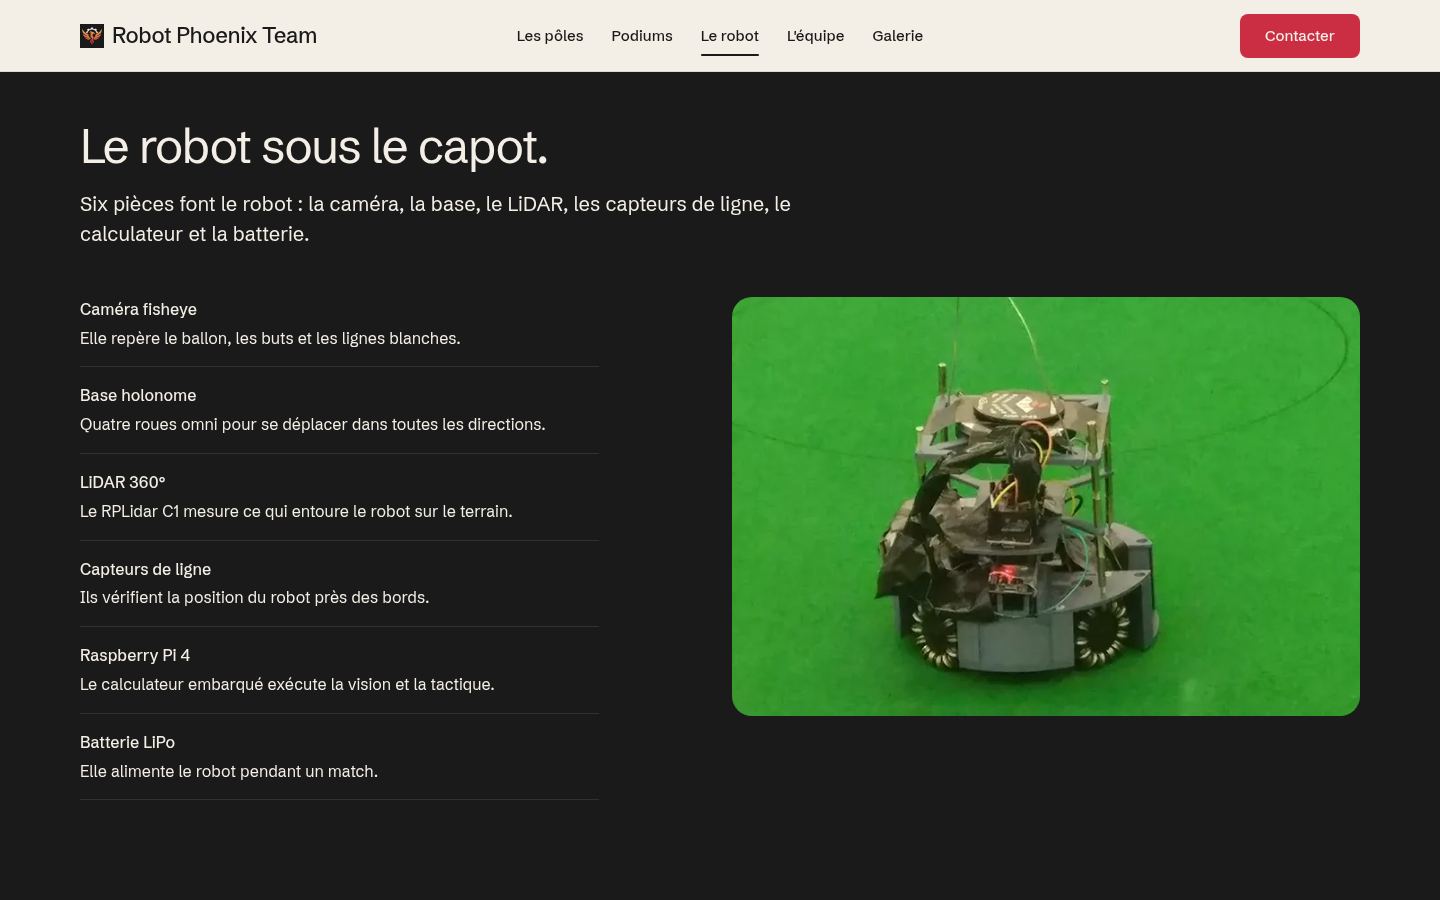 Robot Phoenix Team
Les pôles
Podiums
Le robot
L'équipe
Galerie
Contacter
Le robot sous le capot.
Six pièces font le robot : la caméra, la base, le LiDAR, les capteurs de ligne, le
calculateur et la batterie.
Caméra fisheye
Elle repère le ballon, les buts et les lignes blanches.
Base holonome
Quatre roues omni pour se déplacer dans toutes les directions.
LiDAR 360°
Le RPLidar C1 mesure ce qui entoure le robot sur le terrain.
Capteurs de ligne
Ils vérifient la position du robot près des bords.
Raspberry Pi 4
Le calculateur embarqué exécute la vision et la tactique.
Batterie LiPo
Elle alimente le robot pendant un match.